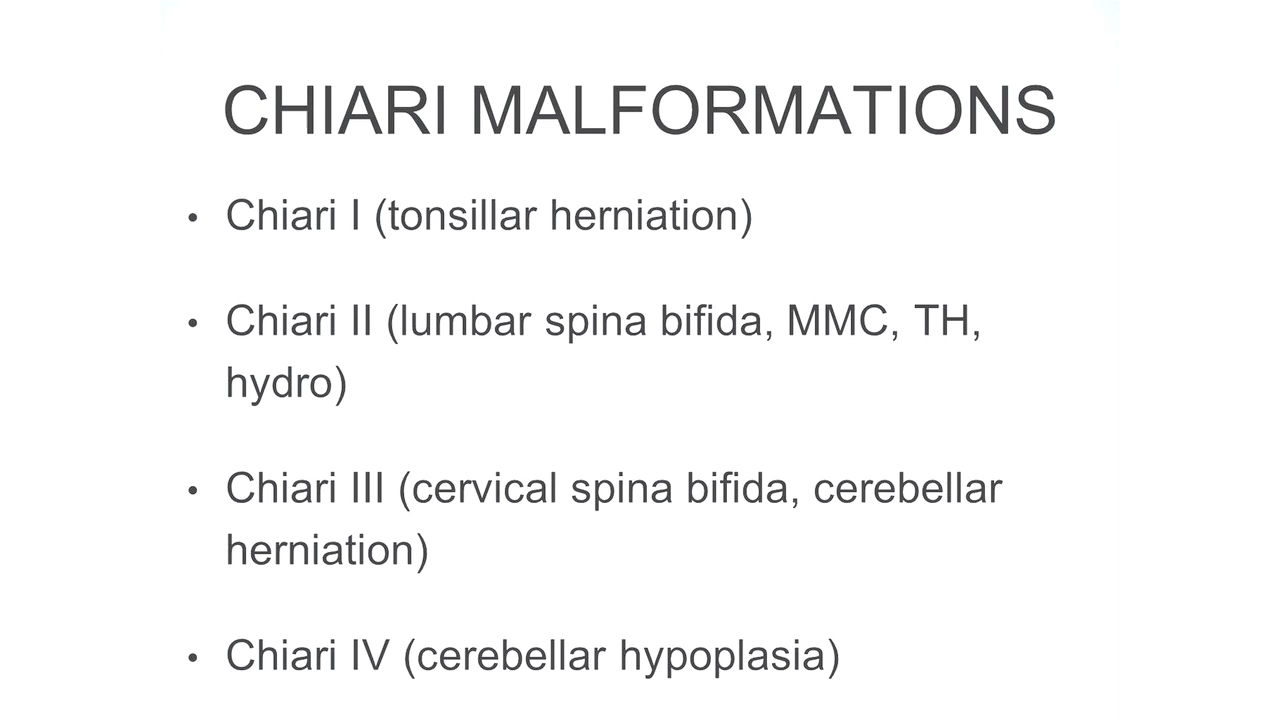 CHIARI MALFORMATIONS
• Chiari I (tonsillar herniation)
• Chiari II (lumbar spina bifida, MMC, TH,
hydro)
• Chiari III (cervical spina bifida, cerebellar
herniation)
• Chiari IV (cerebellar hypoplasia)